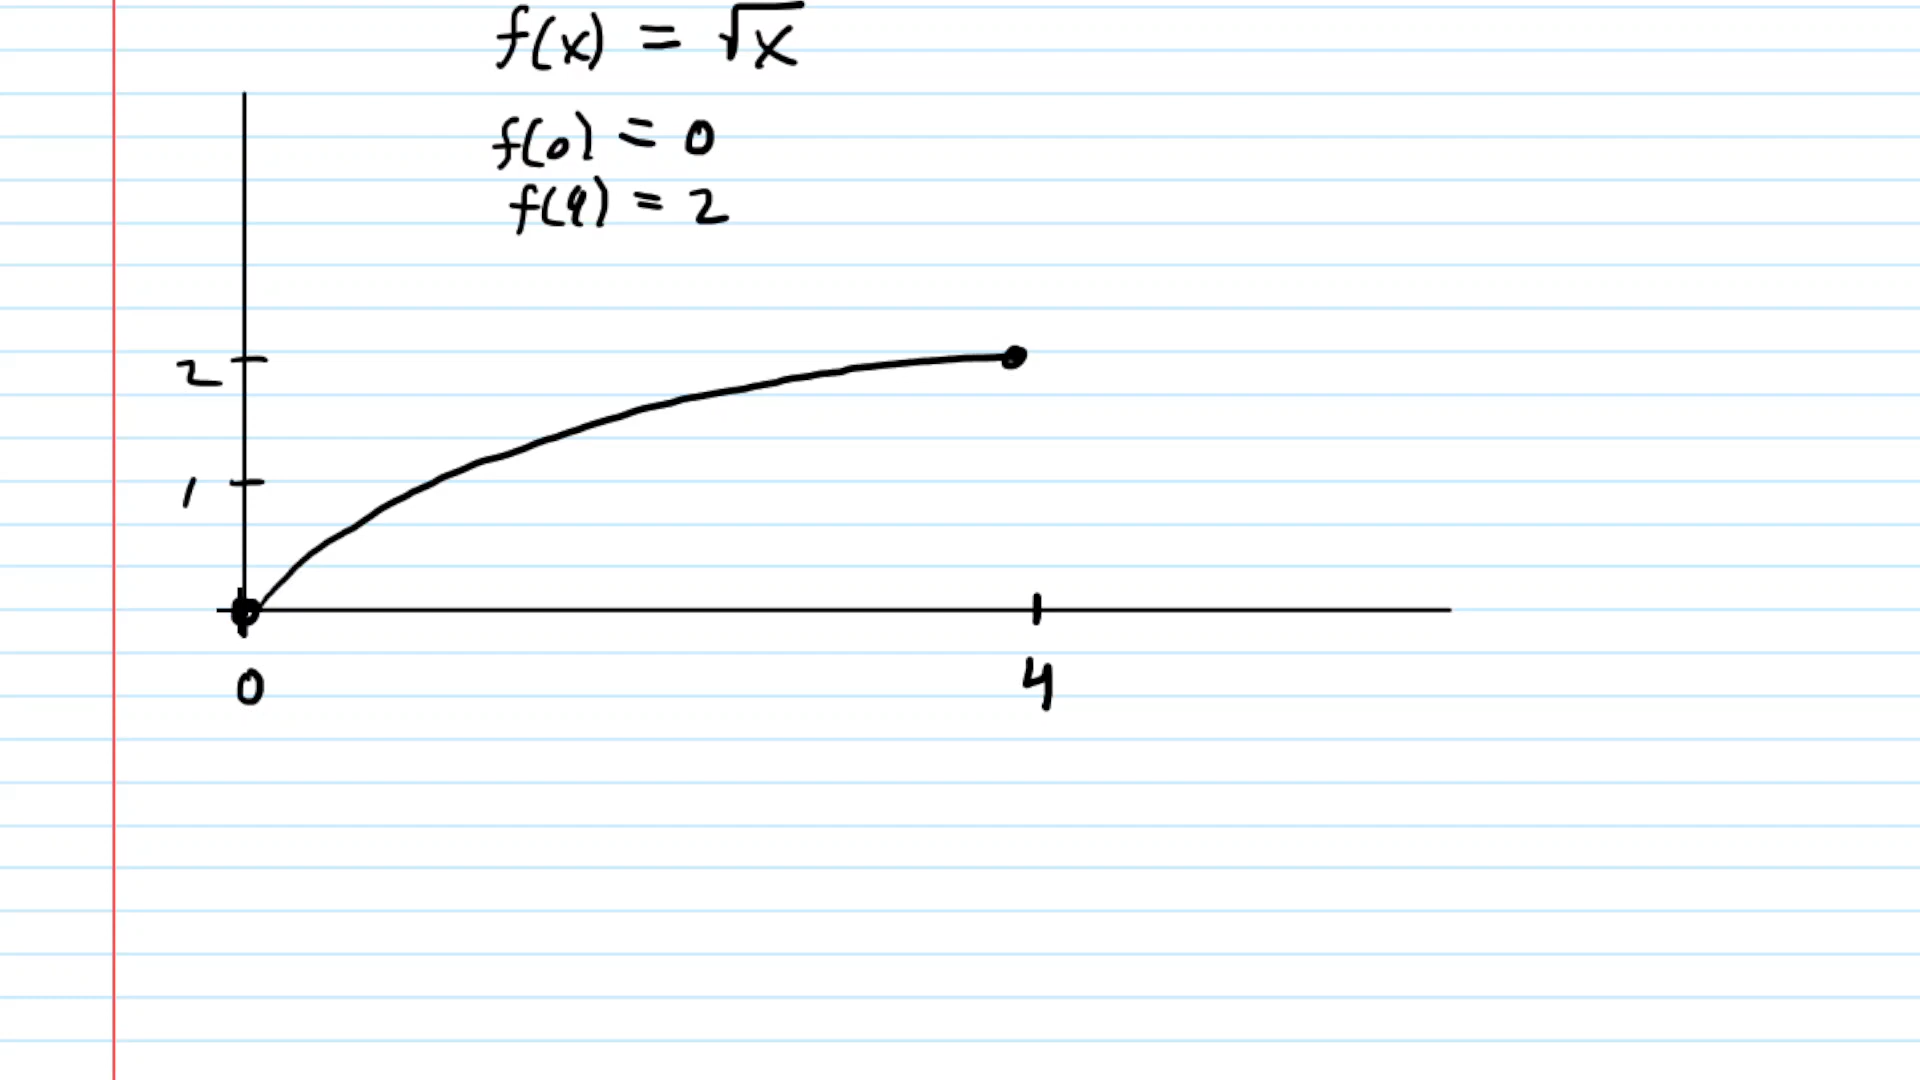 f(x) = √x
f(0) = 0
f(4) = 2
2
1
0 4